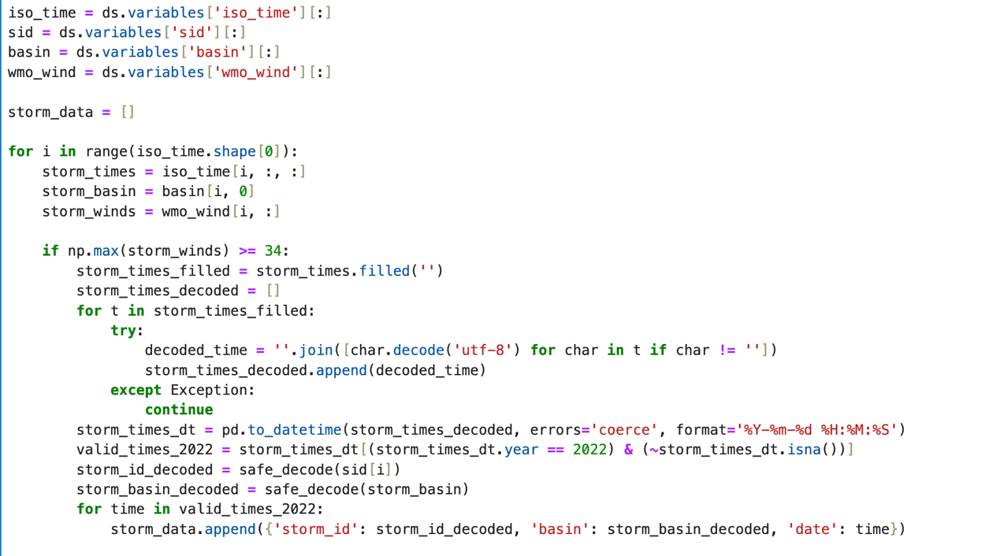 iso_time = ds.variables['iso_time'][:]
sid = ds.variables['sid'][:]
basin = ds.variables['basin'][:]
wmo_wind = ds.variables['wmo_wind'][:]

storm_data = []

for i in range(iso_time.shape[0]):
    storm_times = iso_time[i, :, :]
    storm_basin = basin[i, 0]
    storm_winds = wmo_wind[i, :]

    if np.max(storm_winds) >= 34:
        storm_times_filled = storm_times.filled('')
        storm_times_decoded = []
        for t in storm_times_filled:
            try:
                decoded_time = ''.join([char.decode('utf-8') for char in t if char != ''])
                storm_times_decoded.append(decoded_time)
            except Exception:
                continue
        storm_times_dt = pd.to_datetime(storm_times_decoded, errors='coerce', format='%Y-%m-%d %H:%M:%S')
        valid_times_2022 = storm_times_dt[(storm_times_dt.year == 2022) & (~storm_times_dt.isna())]
        storm_id_decoded = safe_decode(sid[i])
        storm_basin_decoded = safe_decode(storm_basin)
        for time in valid_times_2022:
            storm_data.append({'storm_id': storm_id_decoded, 'basin': storm_basin_decoded, 'date': time})